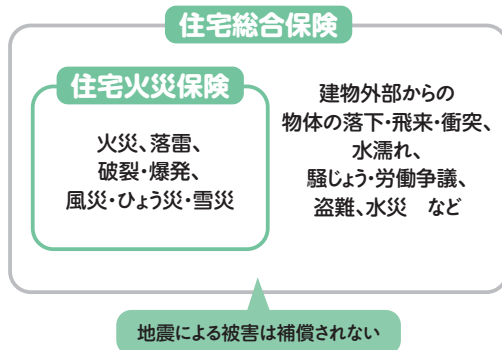 住宅総合保険
住宅火災保険
火災、落雷、
破裂・爆発、
風災・ひょう災・雪災
建物外部からの
物体の落下・飛来・衝突、
水濡れ、
騒じょう・労働争議、
盗難、水災　など
地震による被害は補償されない